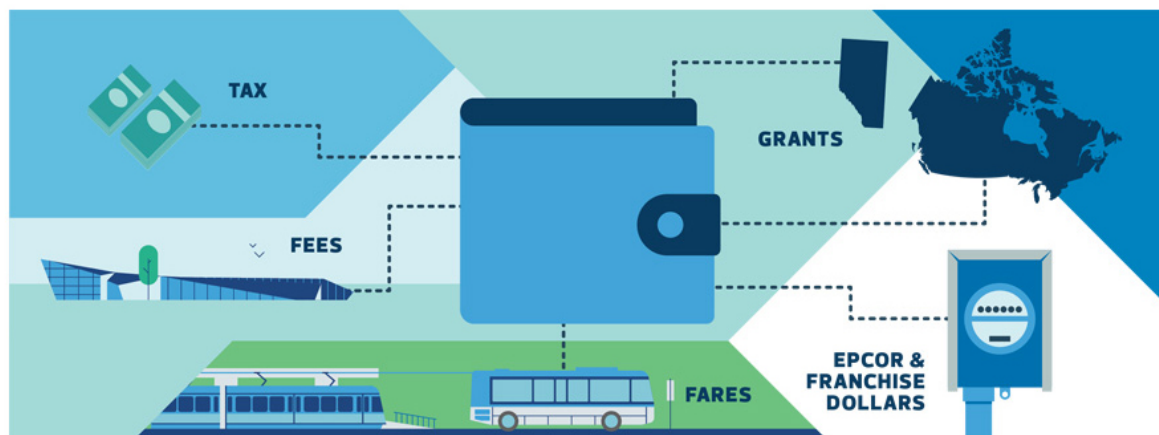 TAX
GRANTS
FEES
EPCOR &
FRANCHISE
DOLLARS
FARES